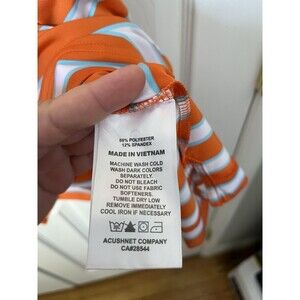 88% POLYESTER
12% SPANDEX
MADE IN VIETNAM
MACHINE WASH COLD
WASH DARK COLORS
SEPARATELY.
DO NOT BLEACH
DO NOT USE FABRIC
SOFTENERS.
TUMBLE DRY LOW
REMOVE IMMEDIATELY
COOL IRON IF NECESSARY
ACUSHNET COMPANY
CA#28544